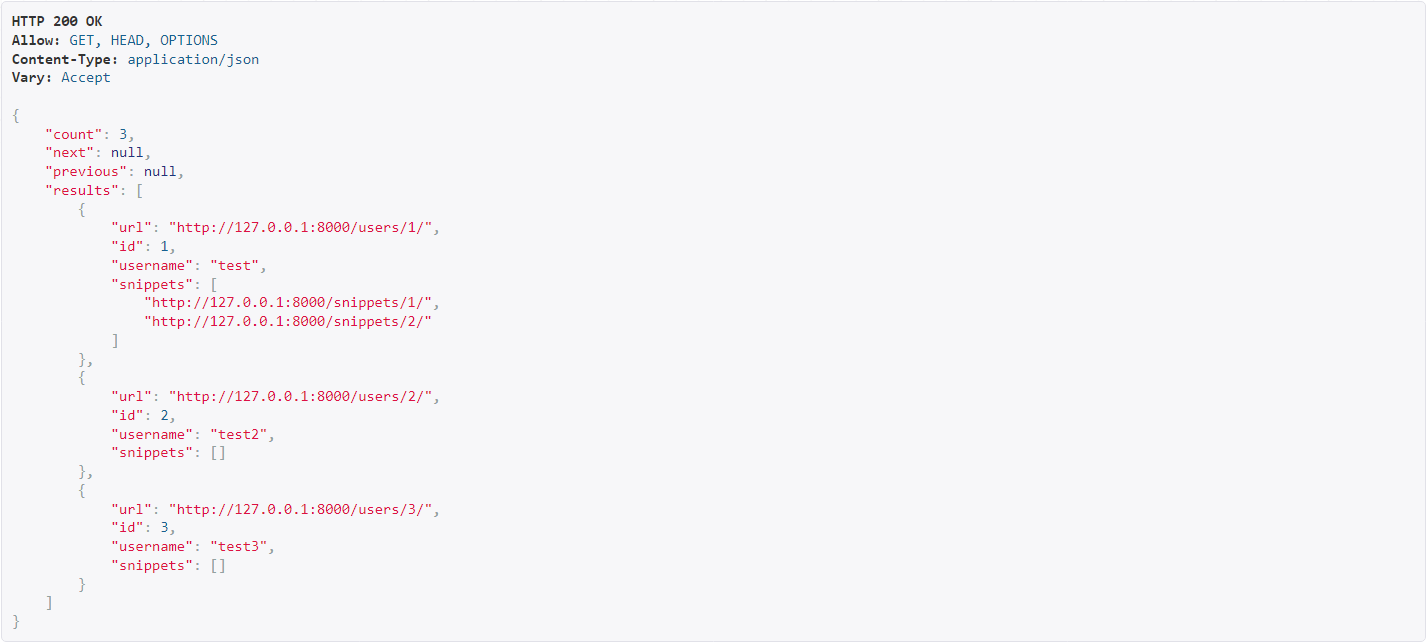 HTTP 200 OK
Allow: GET, HEAD, OPTIONS
Content-Type: application/json
Vary: Accept

{
    "count": 3,
    "next": null,
    "previous": null,
    "results": [
        {
            "url": "http://127.0.0.1:8000/users/1/",
            "id": 1,
            "username": "test",
            "snippets": [
                "http://127.0.0.1:8000/snippets/1/",
                "http://127.0.0.1:8000/snippets/2/"
            ]
        },
        {
            "url": "http://127.0.0.1:8000/users/2/",
            "id": 2,
            "username": "test2",
            "snippets": []
        },
        {
            "url": "http://127.0.0.1:8000/users/3/",
            "id": 3,
            "username": "test3",
            "snippets": []
        }
    ]
}